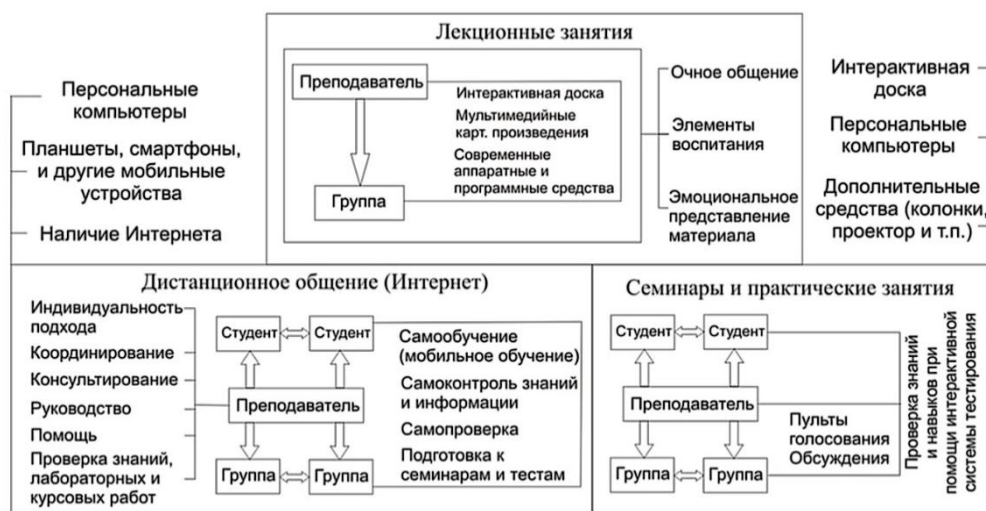 Лекционные занятия
Преподаватель
Группа
Интерактивная доска
Мультимедийные
карт. произведения
Современные
аппаратные и
программные средства
Очное общение
Элементы
воспитания
Эмоциональное
представление
материала
Персональные
компьютеры
Планшеты, смартфоны,
и другие мобильные
устройства
Наличие Интернета
Интерактивная
доска
Персональные
компьютеры
Дополнительные
средства (колонки,
проектор и т.п.)
Дистанционное общение (Интернет)
Индивидуальность
подхода
Координирование
Консультирование
Руководство
Помощь
Проверка знаний,
лабораторных и
курсовых работ
Студент
Студент
Преподаватель
Группа
Группа
Самообучение
(мобильное обучение)
Самоконтроль знаний
и информации
Самопроверка
Подготовка к
семинарам и тестам
Семинары и практические занятия
Студент
Студент
Преподаватель
Группа
Группа
Пульты
голосования
Обсуждения
Проверка знаний
и навыков при
помощи интерактивной
системы тестирования